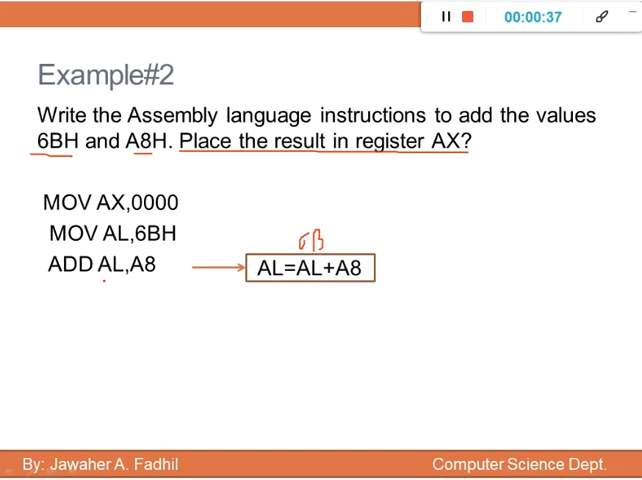 00:00:37
Example#2
Write the Assembly language instructions to add the values
6BH and A8H. Place the result in register AX?
MOV AX,0000
MOV AL,6BH
ADD AL,A8
6B
AL=AL+A8
By: Jawaher A. Fadhil
Computer Science Dept.